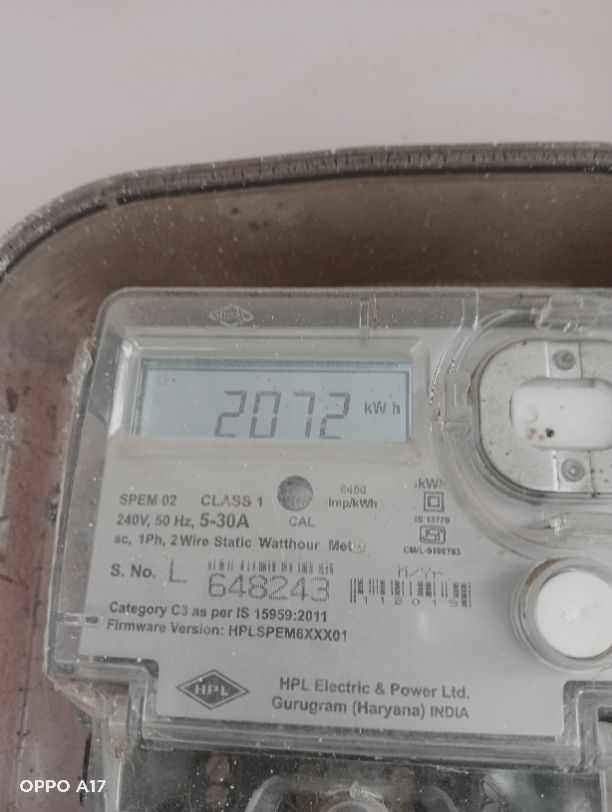 2072 kWh
SPEM 02 CLASS 1
6400 imp/kWh
240V, 50 Hz, 5-30A
CAL
kWh
IS 13779
ac, 1Ph, 2 Wire Static Watthour Meter
S. No. L 648243
M/Yr.
112019
Category C3 as per IS 15959:2011
Firmware Version: HPLSPEM6XXX01
HPL
HPL Electric & Power Ltd.
Gurugram (Haryana) INDIA
OPPO A17